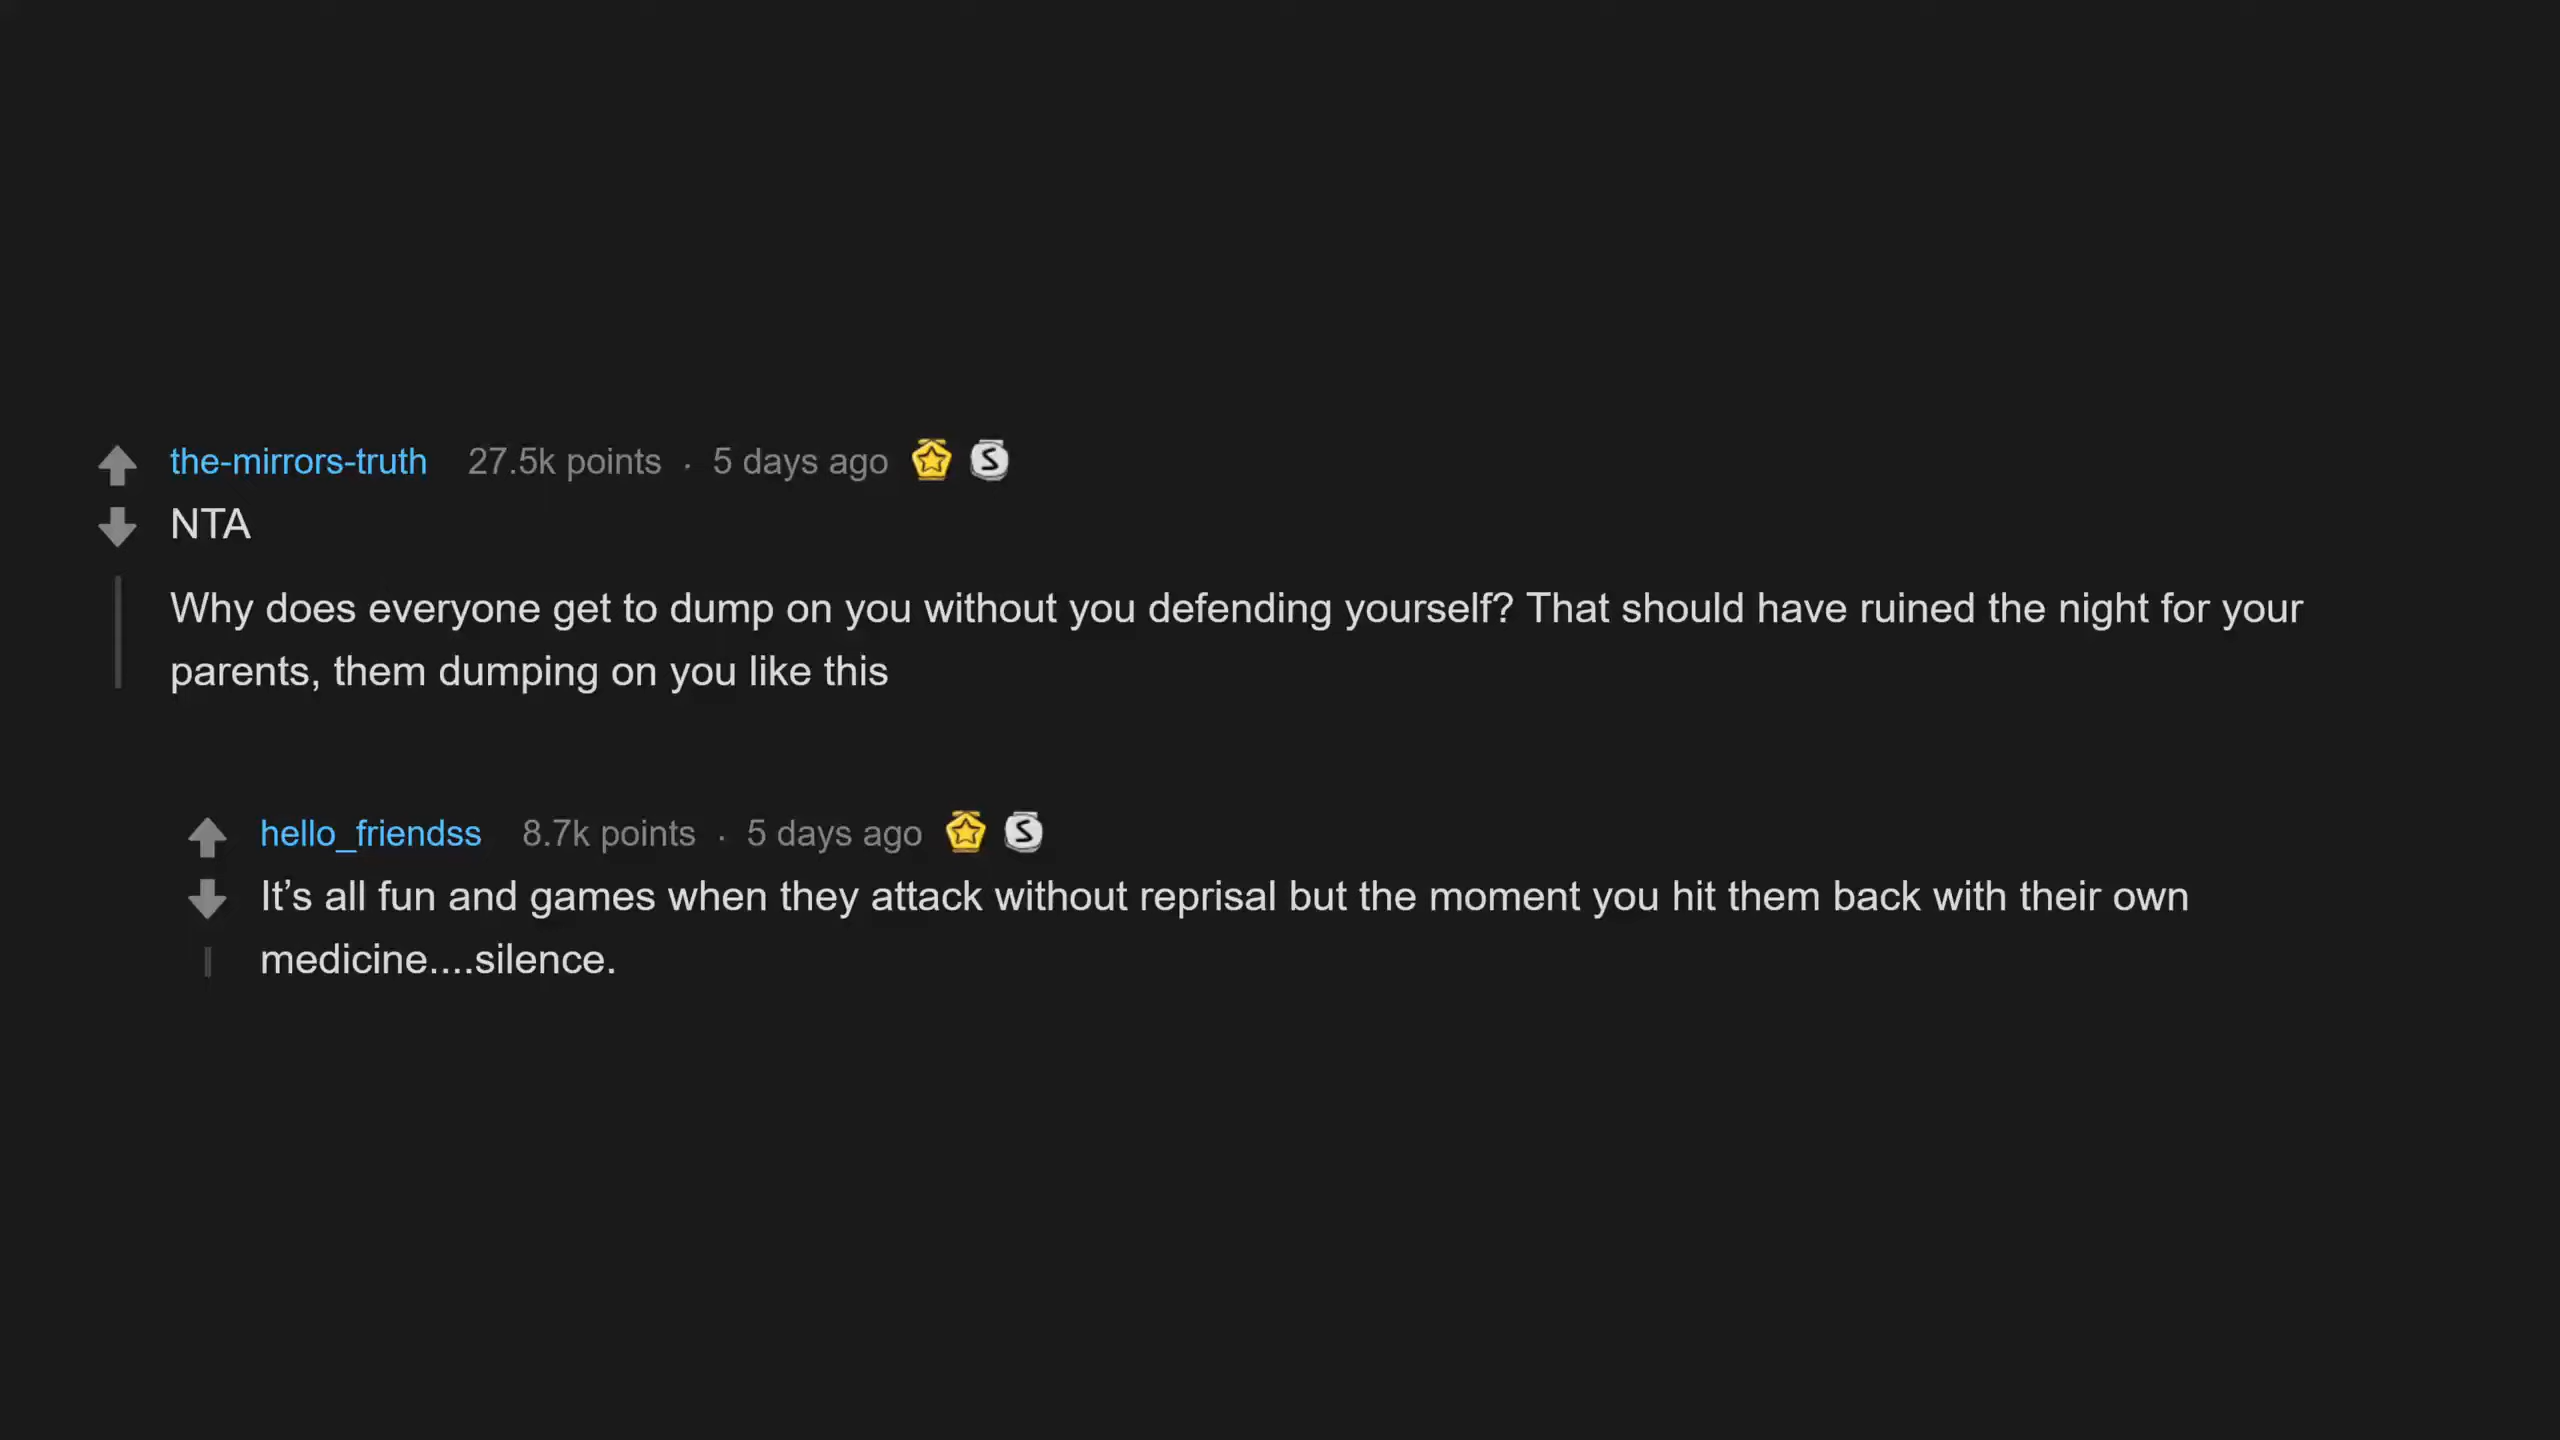 the-mirrors-truth 27.5k points · 5 days ago
NTA
Why does everyone get to dump on you without you defending yourself? That should have ruined the night for your
parents, them dumping on you like this
hello_friendss 8.7k points · 5 days ago
It’s all fun and games when they attack without reprisal but the moment you hit them back with their own
medicine....silence.